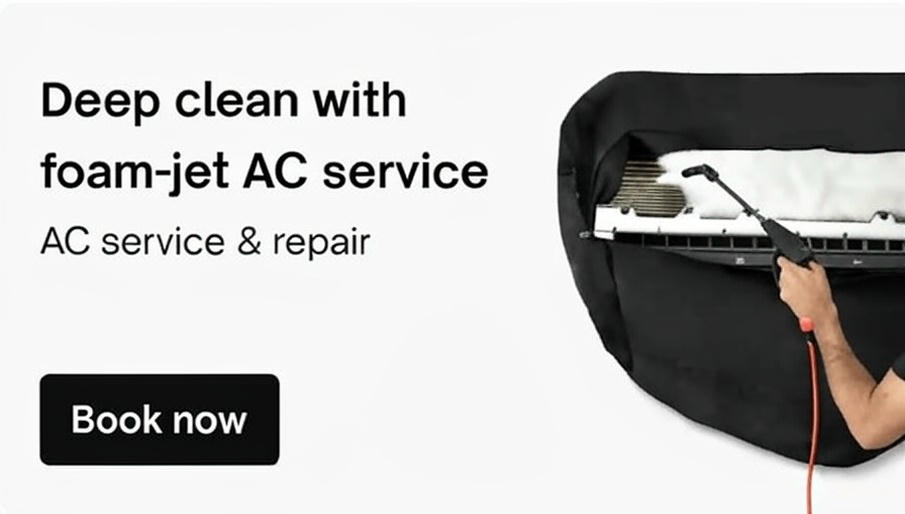 Deep clean with
foam-jet AC service
AC service & repair
Book now